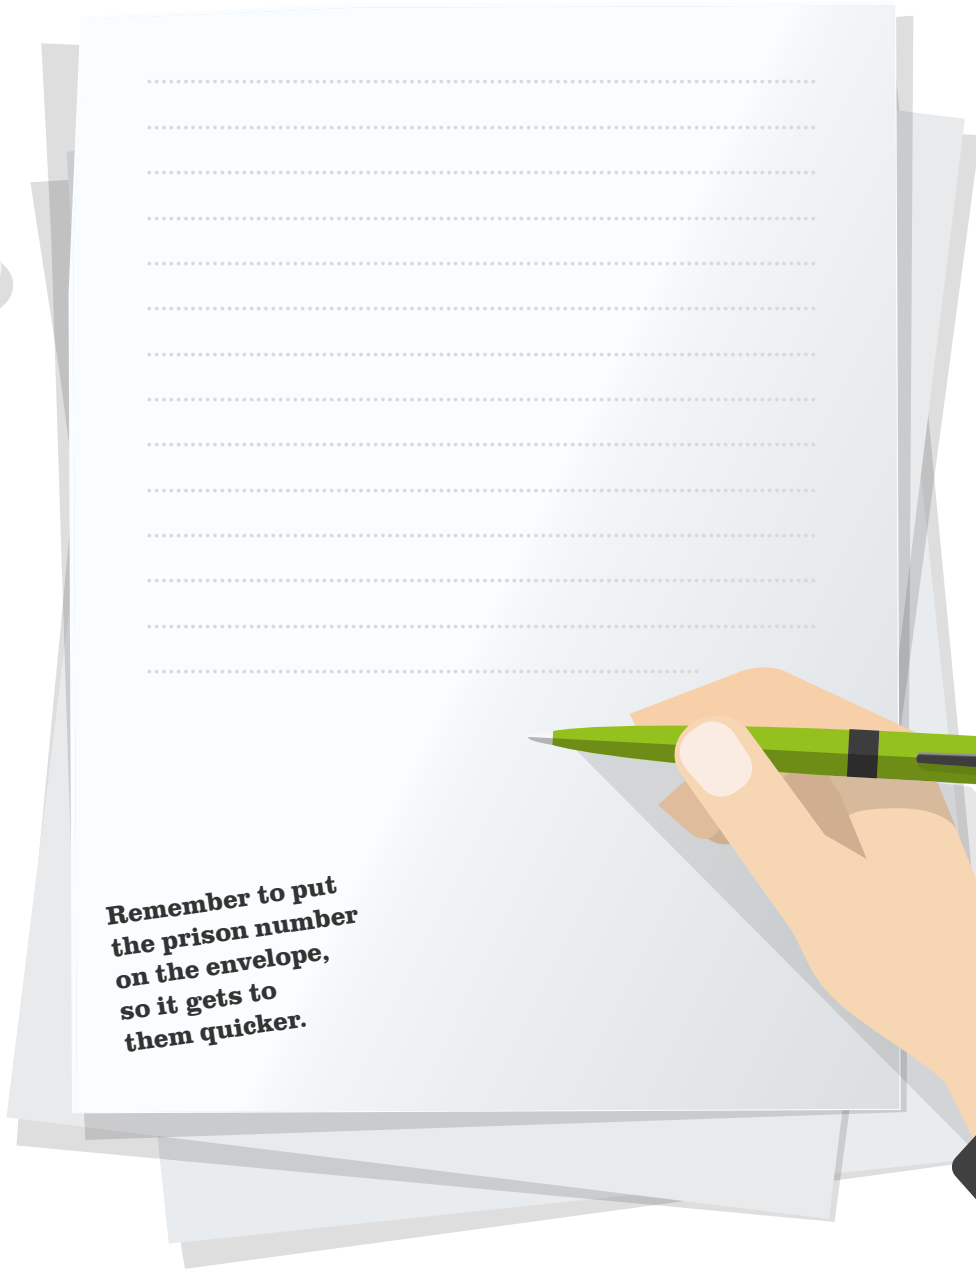 Remember to put
the prison number
on the envelope,
so it gets to
them quicker.